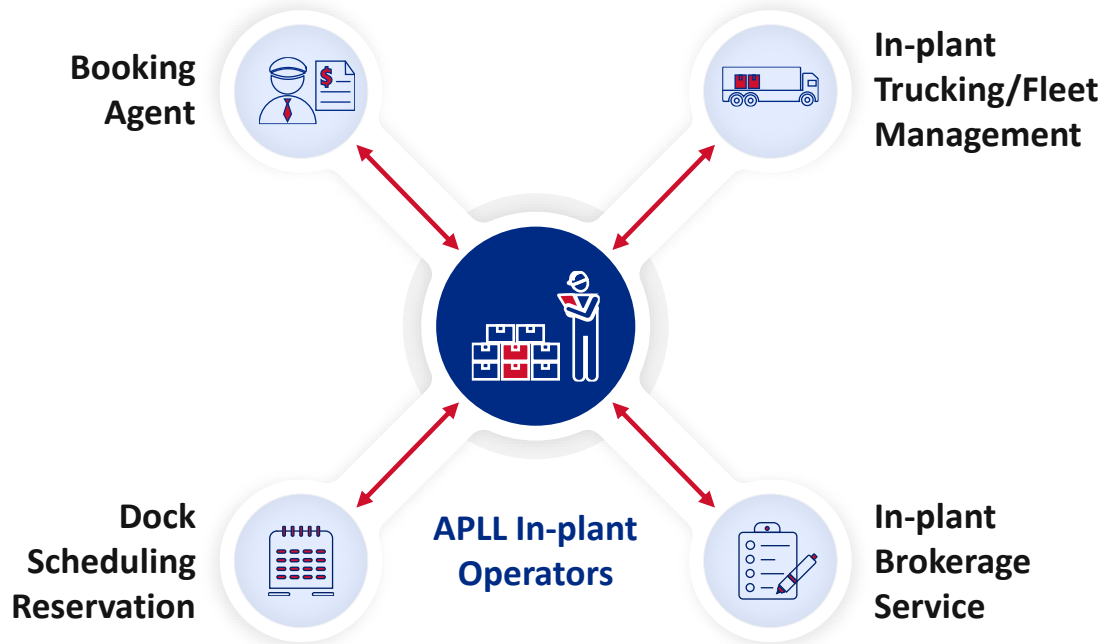 Booking
Agent
$
In-plant
Trucking/Fleet
Management
Dock
Scheduling
Reservation
APLL In-plant
Operators
In-plant
Brokerage
Service